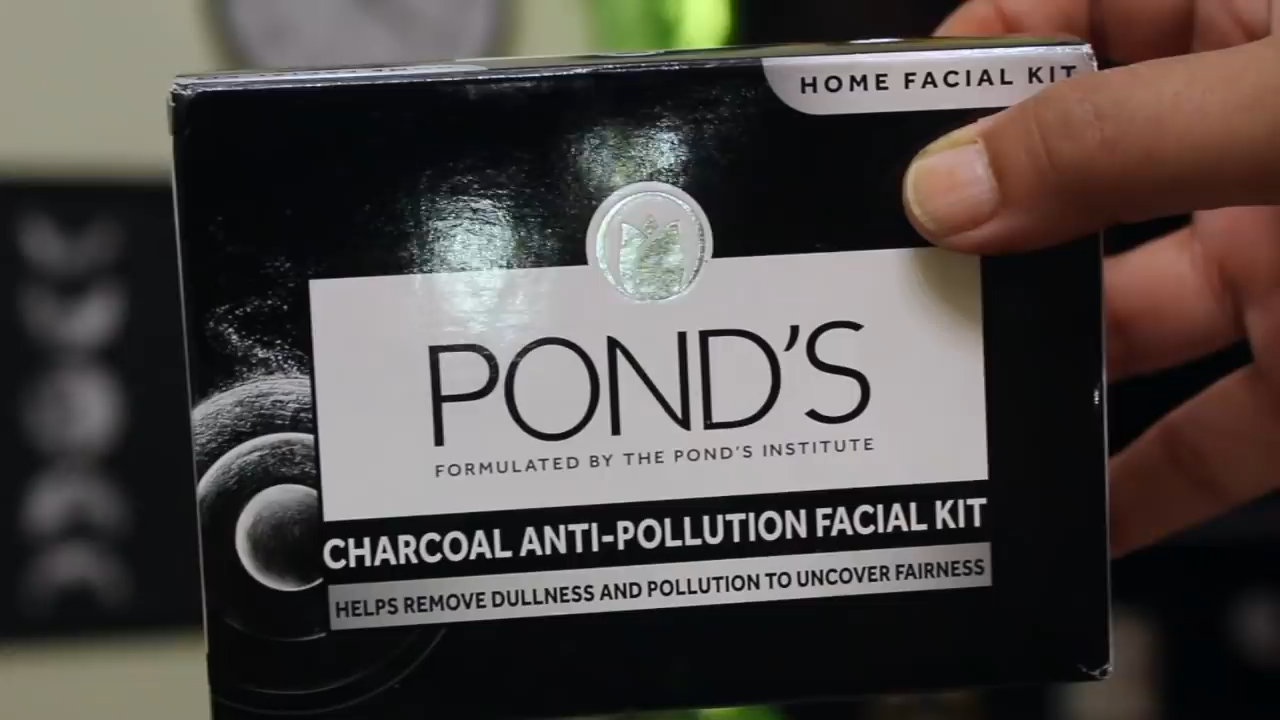 HOME FACIAL KIT
POND'S
FORMULATED BY THE POND'S INSTITUTE
CHARCOAL ANTI-POLLUTION FACIAL KIT
HELPS REMOVE DULLNESS AND POLLUTION TO UNCOVER FAIRNESS